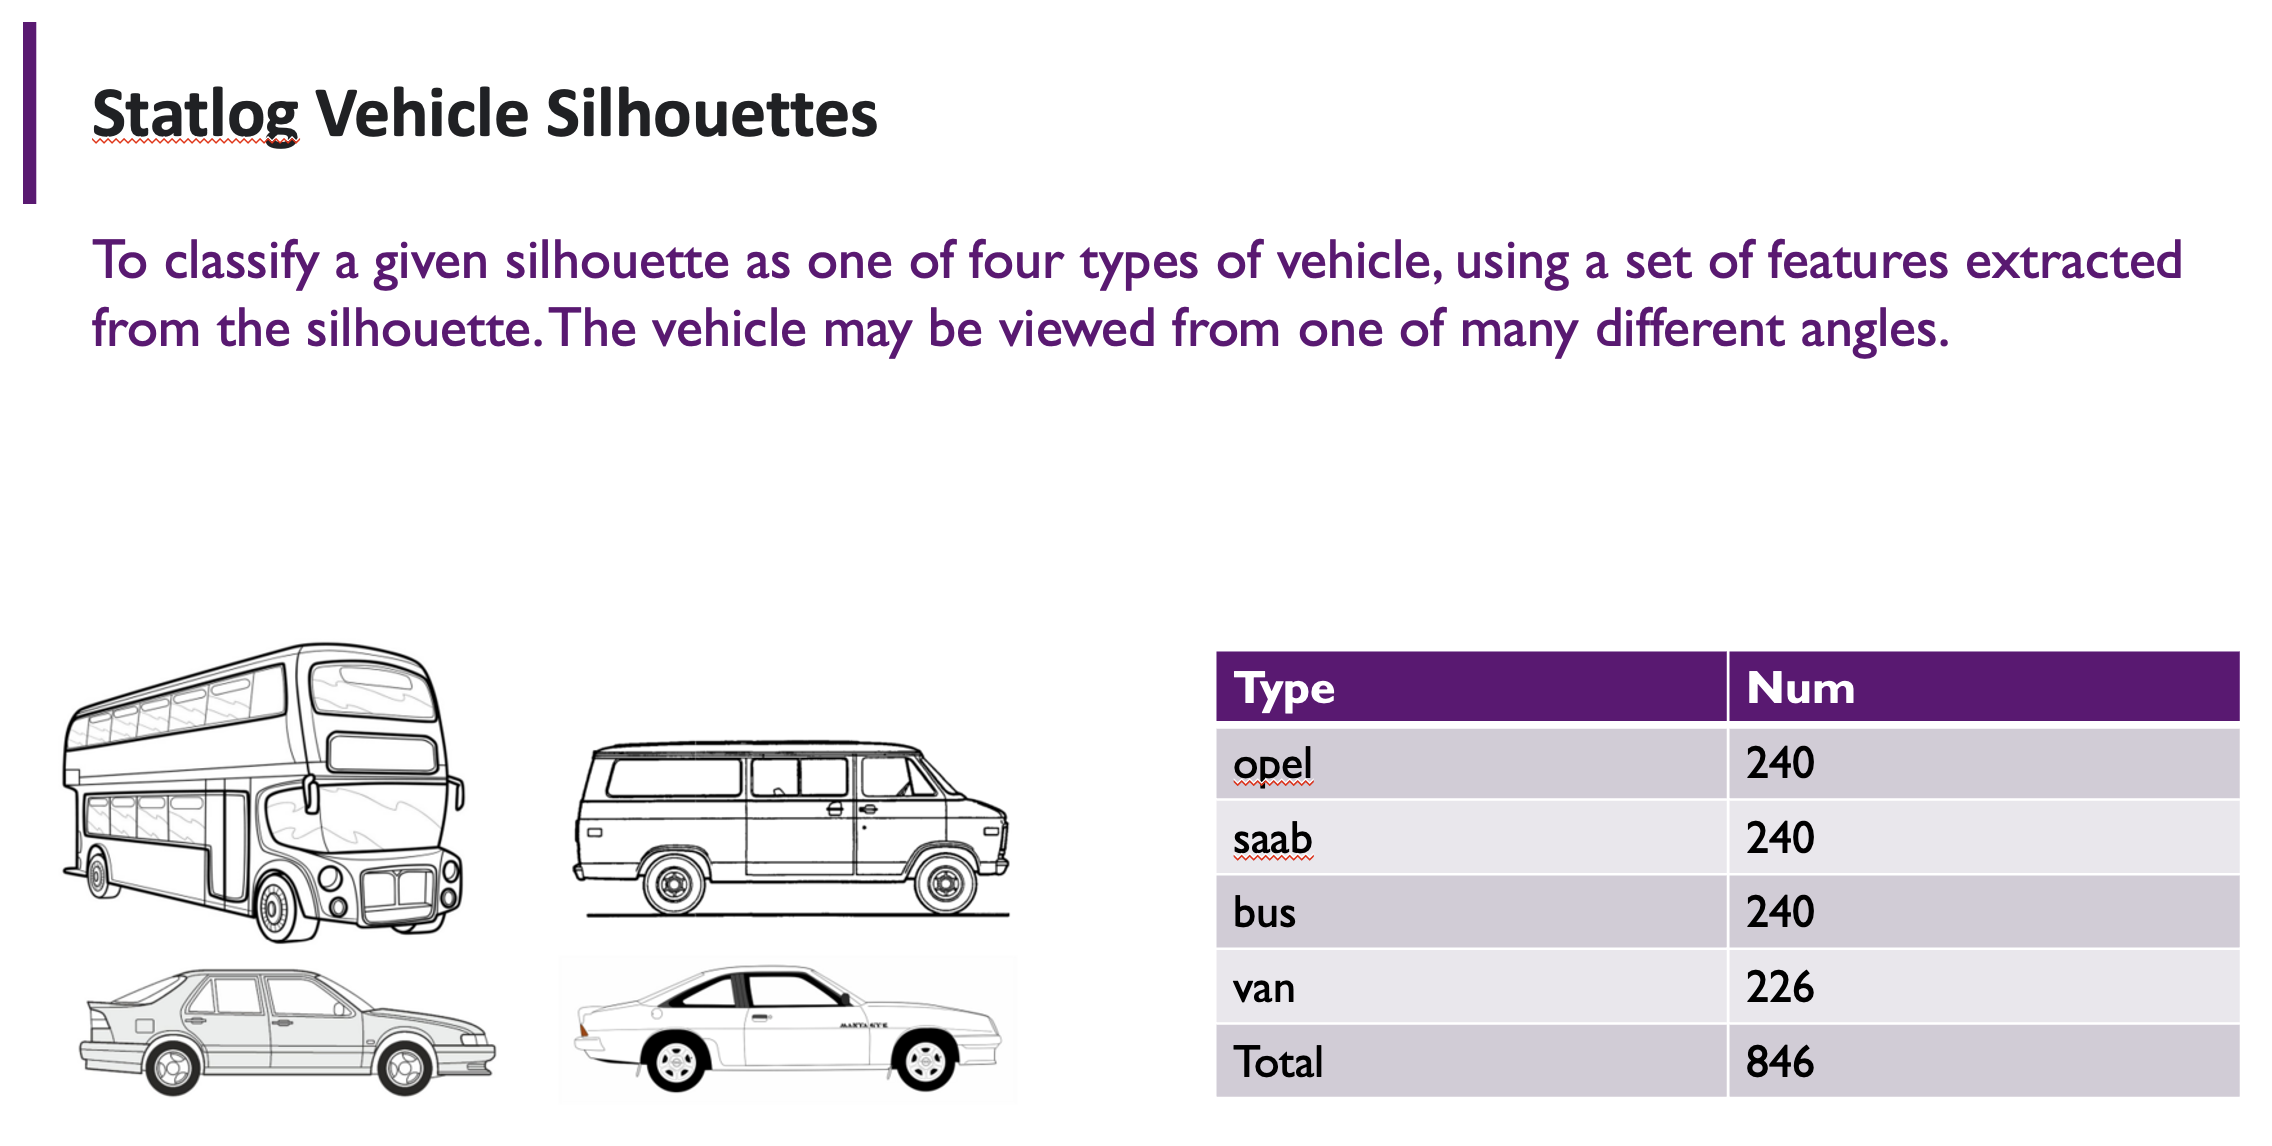 Statlog Vehicle Silhouettes
To classify a given silhouette as one of four types of vehicle, using a set of features extracted
from the silhouette. The vehicle may be viewed from one of many different angles.
Type Num
opel 240
saab 240
bus 240
van 226
Total 846